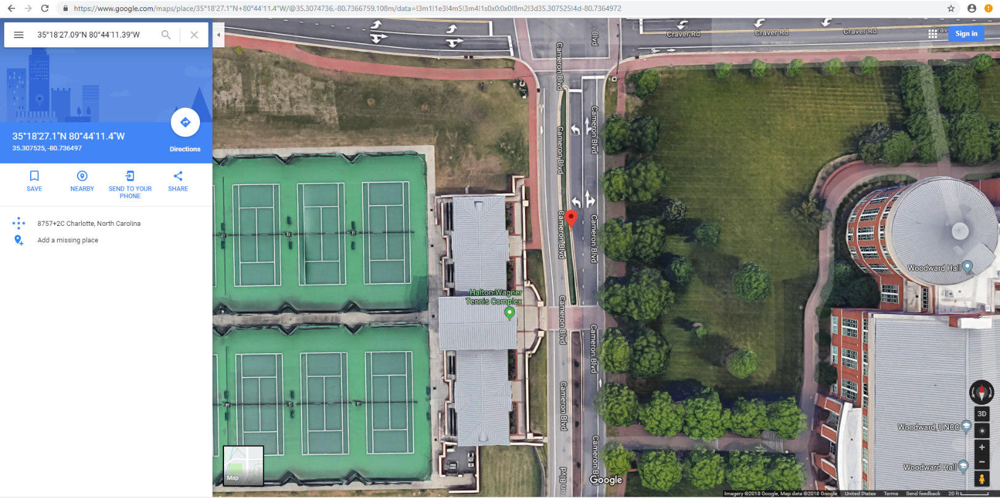 https://www.google.com/maps/place/35°18'27.1"N+80°44'11.4"W/@35.3074736,-80.7366759,108m/data=!3m1!1e3!4m5!3m4!1s0x0:0x0!8m2!3d35.307525!4d-80.7364972
35°18'27.09"N 80°44'11.39"W
35°18'27.1"N 80°44'11.4"W
35.307525, -80.736497
Directions
SAVE
NEARBY
SEND TO YOUR
PHONE
SHARE
8757+2C Charlotte, North Carolina
Add a missing place
Craver Rd
Craver Rd
Craver Rd
Sign in
Cameron Blvd
Cameron Blvd
Cameron Blvd
Cameron Blvd
Cameron Blvd
Cameron Blvd
Cameron Blvd
Cameron Blvd
Cameron Blvd
Halton-Wagner
Tennis Complex
Woodward Hall
Woodward, UNCC
Woodward Hall
3D
Map
Google
Imagery ©2018 Google, Map data ©2018 Google
United States
Terms
Send feedback
20 ft